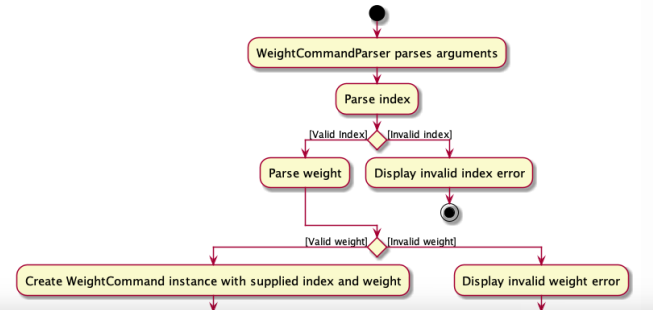 WeightCommandParser parses arguments
Parse index
[Valid Index]
[Invalid index]
Parse weight
Display invalid index error
[Valid weight]
[Invalid weight]
Create WeightCommand instance with supplied index and weight
Display invalid weight error